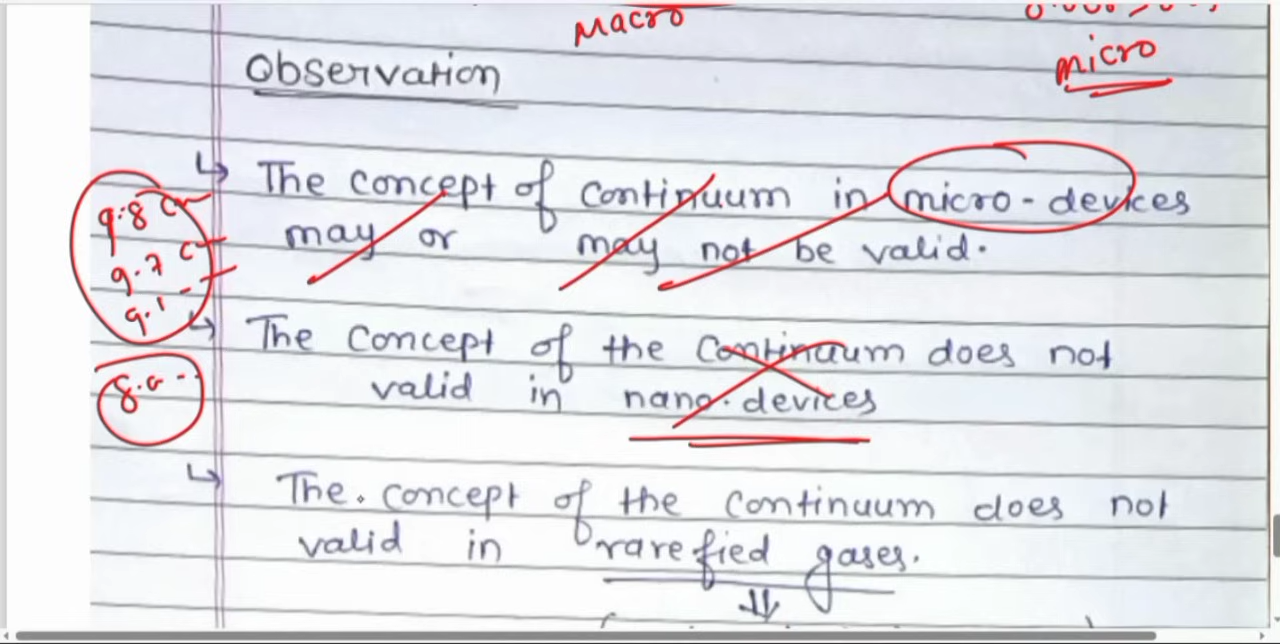 Macro
micro
Observation
↳ The concept of continuum in micro-devices
may or may not be valid.
9.8 c
9.7 c
9.1
↳ The concept of the continuum does not
valid in nano-devices
8.
↳ The concept of the continuum does not
valid in rarefied gases.